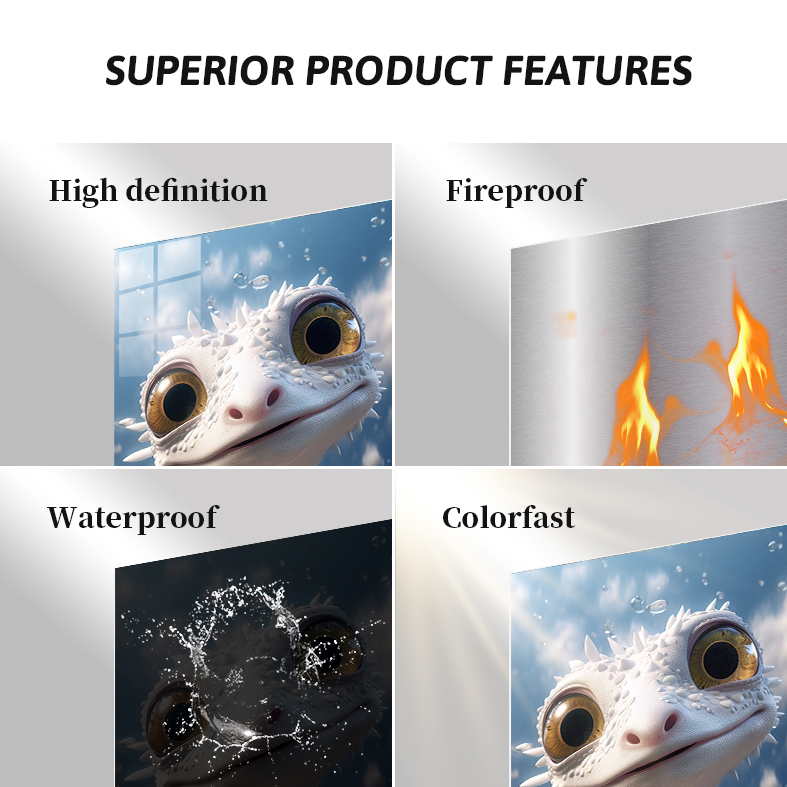 SUPERIOR PRODUCT FEATURES
High definition
Fireproof
Waterproof
Colorfast